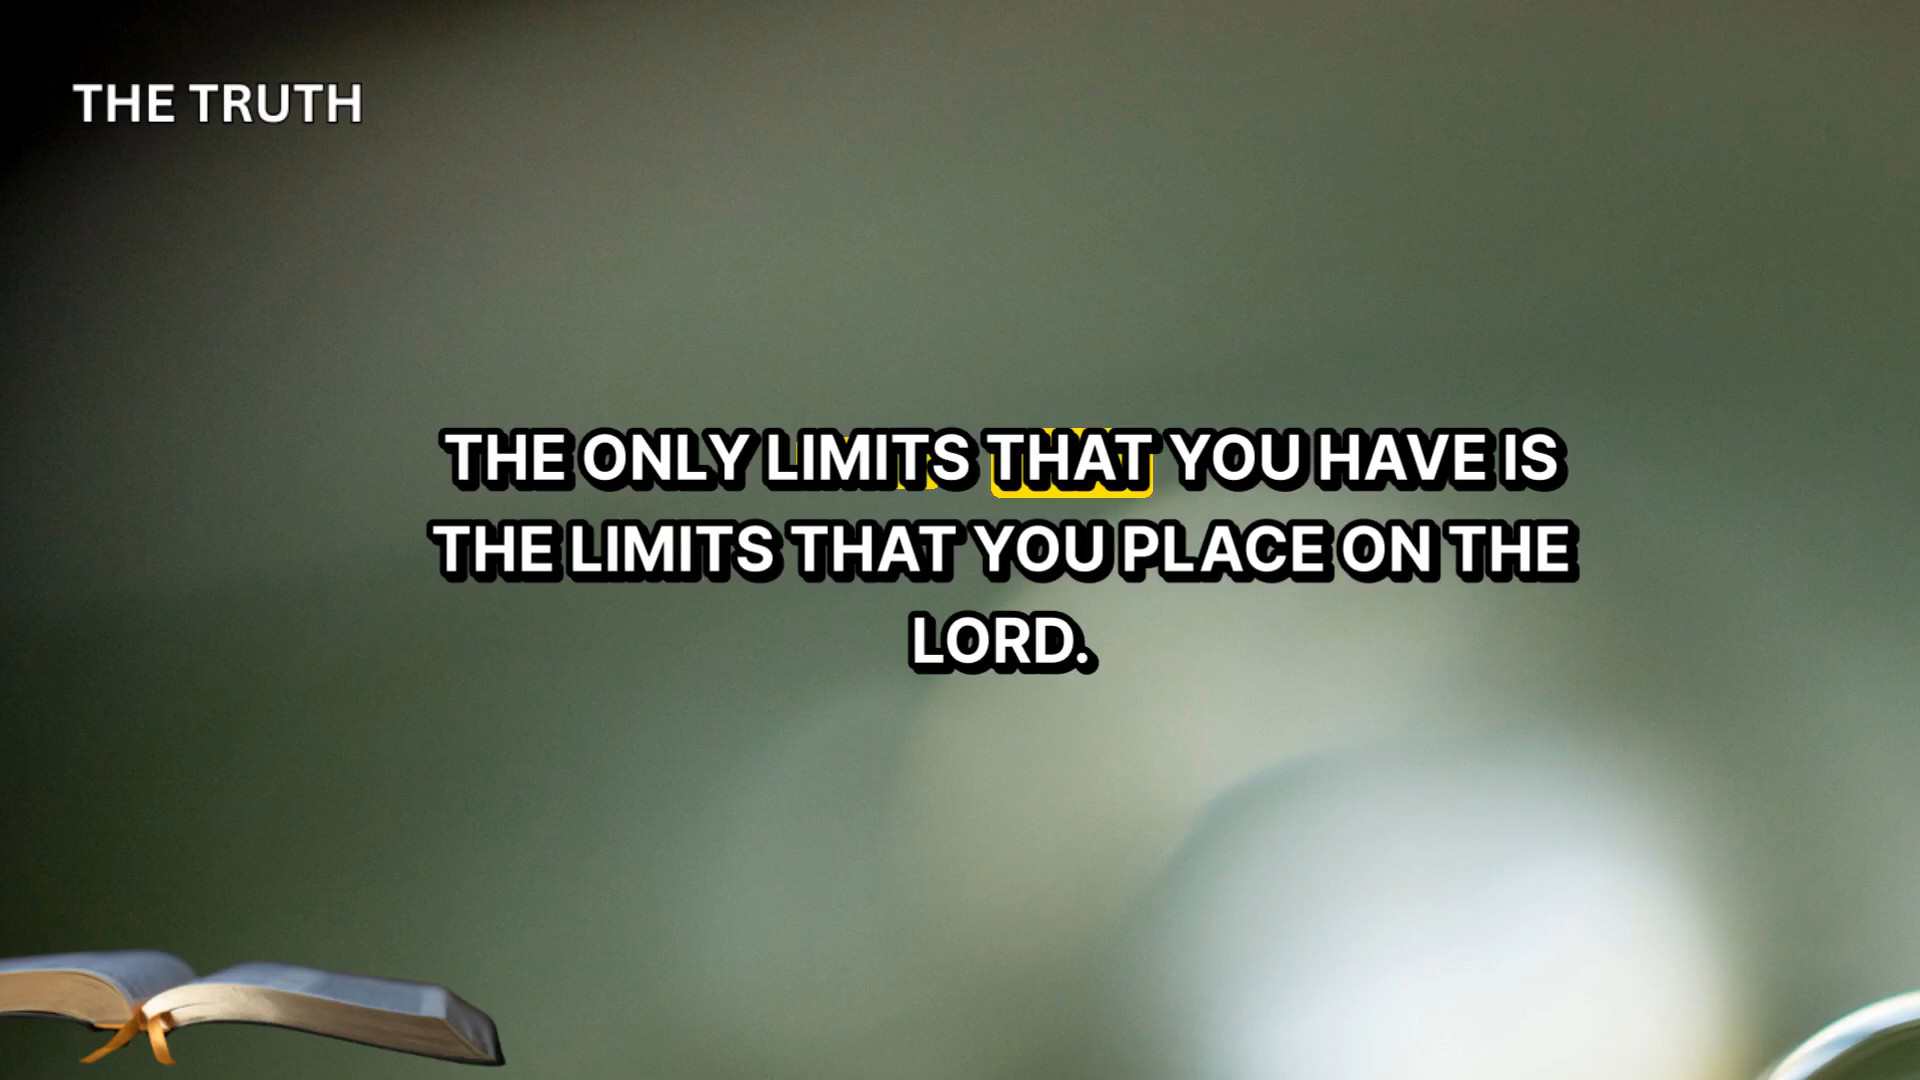 THE TRUTH
THE ONLY LIMITS THAT YOU HAVE IS
THE LIMITS THAT YOU PLACE ON THE
LORD.